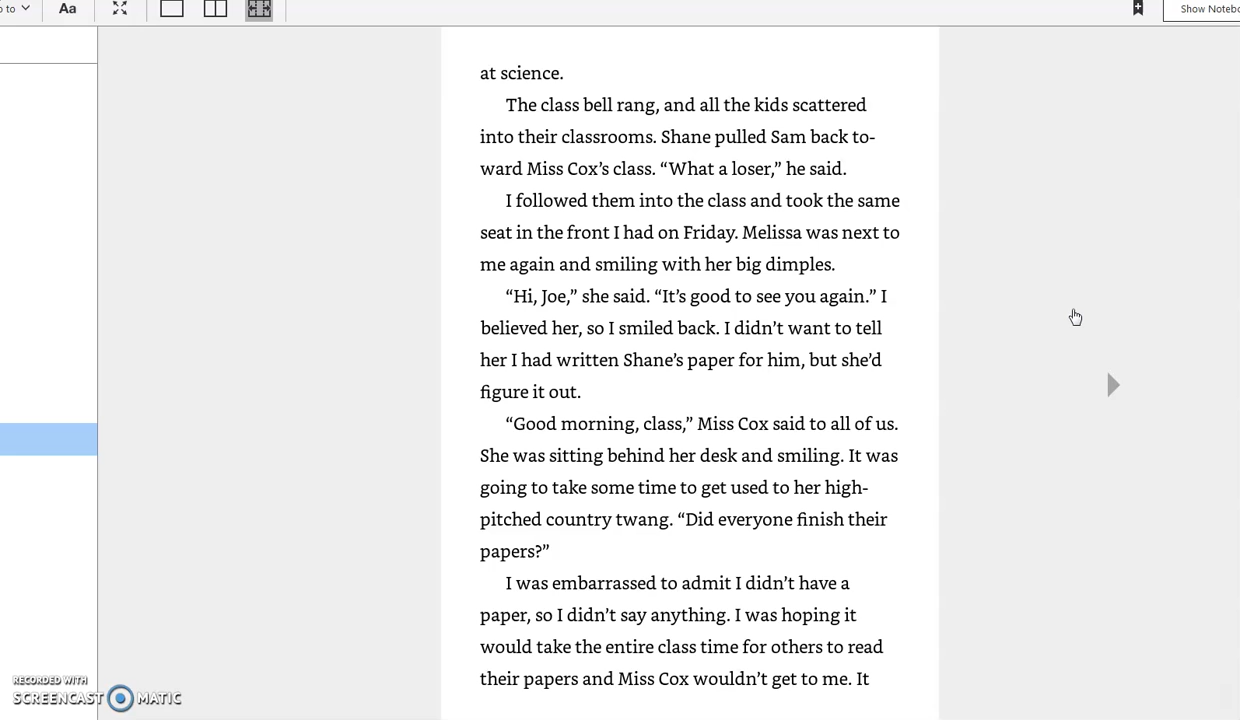 p to
Aa
Show Notebo
at science.
The class bell rang, and all the kids scattered
into their classrooms. Shane pulled Sam back to-
ward Miss Cox’s class. “What a loser,” he said.
I followed them into the class and took the same
seat in the front I had on Friday. Melissa was next to
me again and smiling with her big dimples.
“Hi, Joe,” she said. “It’s good to see you again.” I
believed her, so I smiled back. I didn’t want to tell
her I had written Shane’s paper for him, but she’d
figure it out.
“Good morning, class,” Miss Cox said to all of us.
She was sitting behind her desk and smiling. It was
going to take some time to get used to her high-
pitched country twang. “Did everyone finish their
papers?”
I was embarrassed to admit I didn’t have a
paper, so I didn’t say anything. I was hoping it
would take the entire class time for others to read
their papers and Miss Cox wouldn’t get to me. It
RECORDED WITH
SCREENCAST MATIC